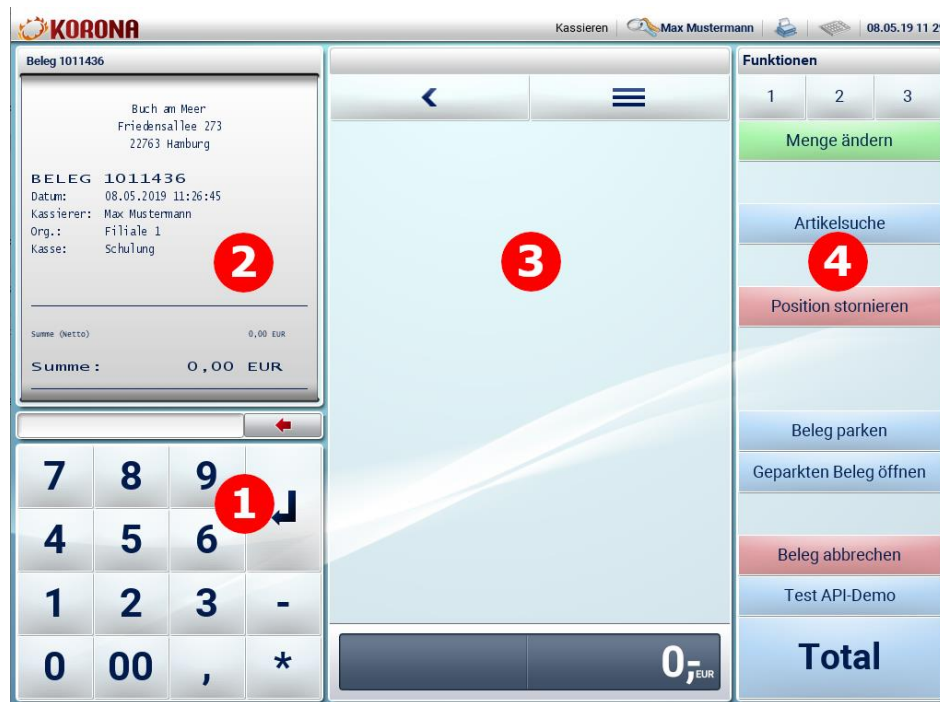 KORONA
Kassieren Max Mustermann 08.05.19 11 2
Beleg 1011436
Buch am Meer
Friedensallee 273
22763 Hamburg
BELEG 1011436
Datum: 08.05.2019 11:26:45
Kassierer: Max Mustermann
Org.: Filiale 1
Kasse: Schulung
2
Summe (Netto) 0,00 EUR
Summe: 0,00 EUR
7 8 9
1
4 5 6
1 2 3 -
0 00 , *
3
0,- EUR
Funktionen
1 2 3
Menge ändern
Artikelsuche
4
Position stornieren
Beleg parken
Geparkten Beleg öffnen
Beleg abbrechen
Test API-Demo
Total